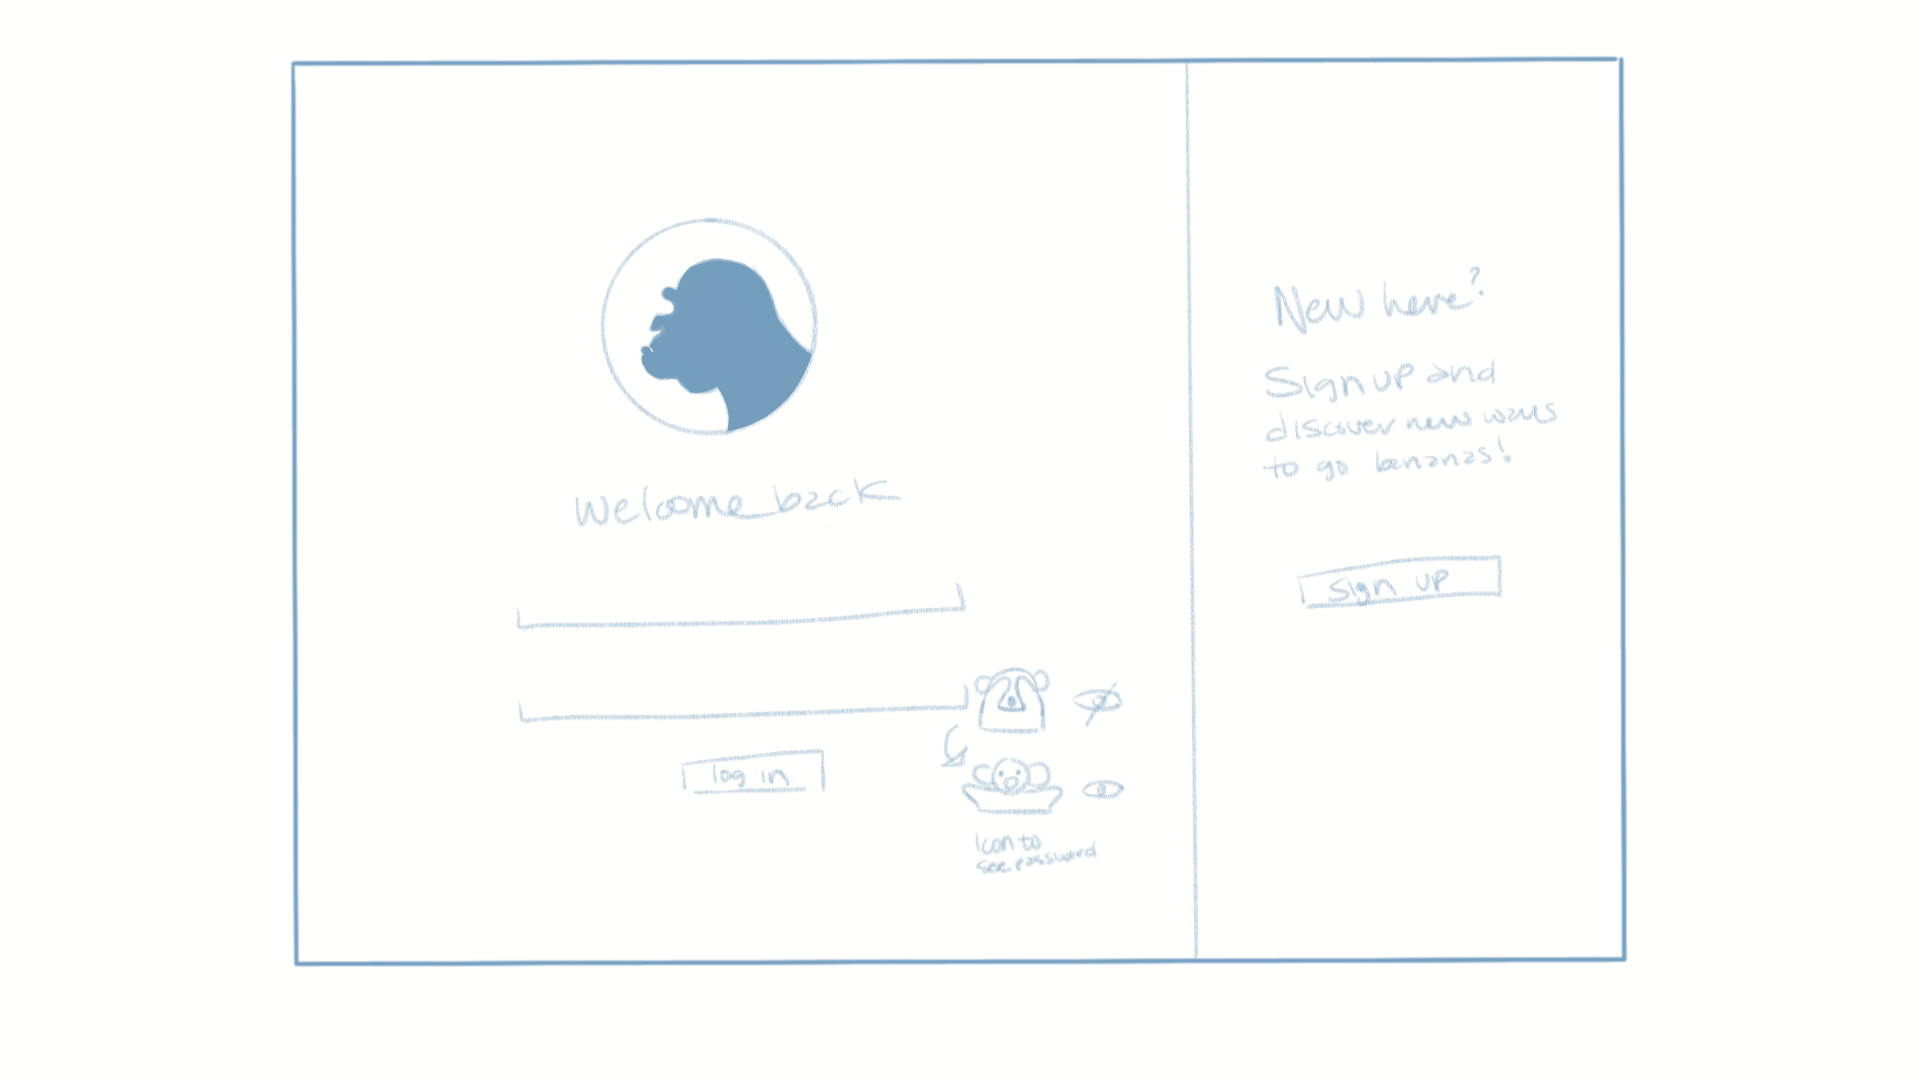 Welcome back
log in
Icon to
see password
New here?
Sign up and
discover new ways
to go bananas!
Sign up